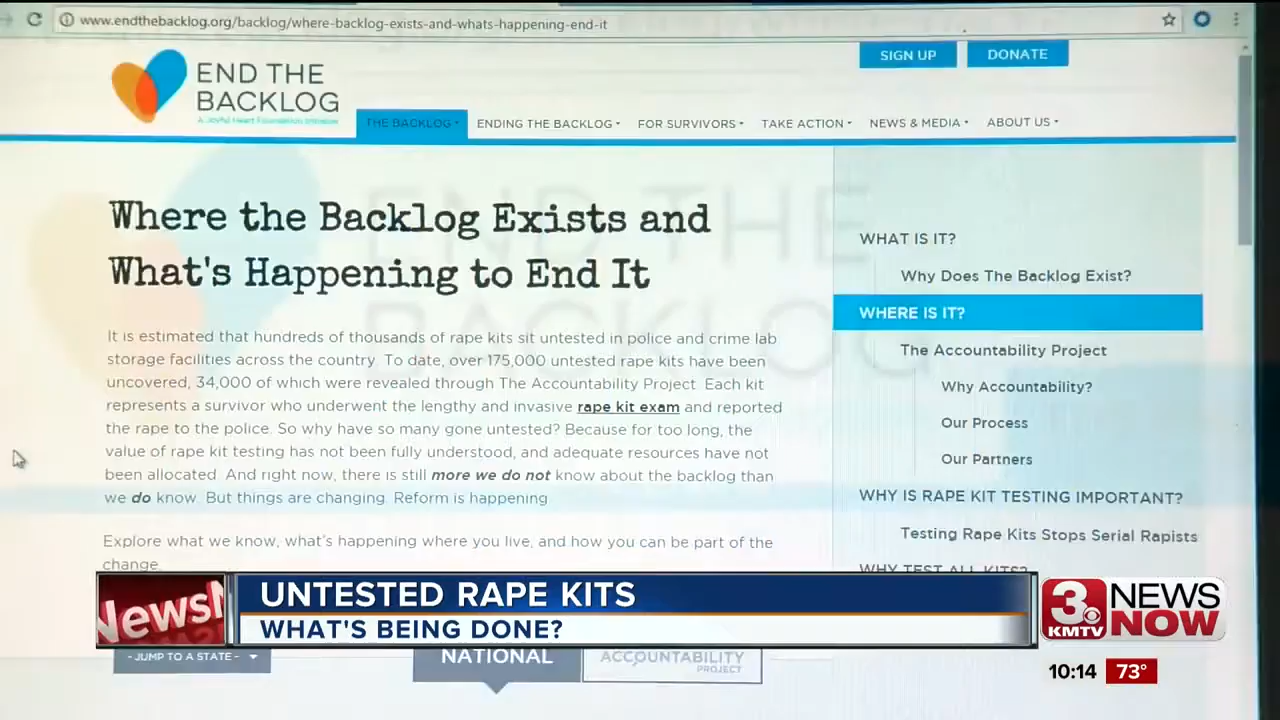 www.endthebacklog.org/backlog/where-backlog-exists-and-whats-happening-end-it
SIGN UP
DONATE
END THE
BACKLOG
A Joyful Heart Foundation Initiative
THE BACKLOG
ENDING THE BACKLOG
FOR SURVIVORS
TAKE ACTION
NEWS & MEDIA
ABOUT US
END THE
BACKLOG
Where the Backlog Exists and
What's Happening to End It
It is estimated that hundreds of thousands of rape kits sit untested in police and crime lab
storage facilities across the country. To date, over 175,000 untested rape kits have been
uncovered, 34,000 of which were revealed through The Accountability Project. Each kit
represents a survivor who underwent the lengthy and invasive rape kit exam and reported
the rape to the police. So why have so many gone untested? Because for too long, the
value of rape kit testing has not been fully understood, and adequate resources have not
been allocated. And right now, there is still more we do not know about the backlog than
we do know. But things are changing. Reform is happening
Explore what we know, what's happening where you live, and how you can be part of the
change.
WHAT IS IT?
Why Does The Backlog Exist?
WHERE IS IT?
The Accountability Project
Why Accountability?
Our Process
Our Partners
WHY IS RAPE KIT TESTING IMPORTANT?
Testing Rape Kits Stops Serial Rapists
WHY TEST ALL KITS?
UNTESTED RAPE KITS
WHAT'S BEING DONE?
3 NEWS
KMTV NOW
- JUMP TO A STATE -
NATIONAL
ACCOUNTABILITY
PROJECT
10:14 73°